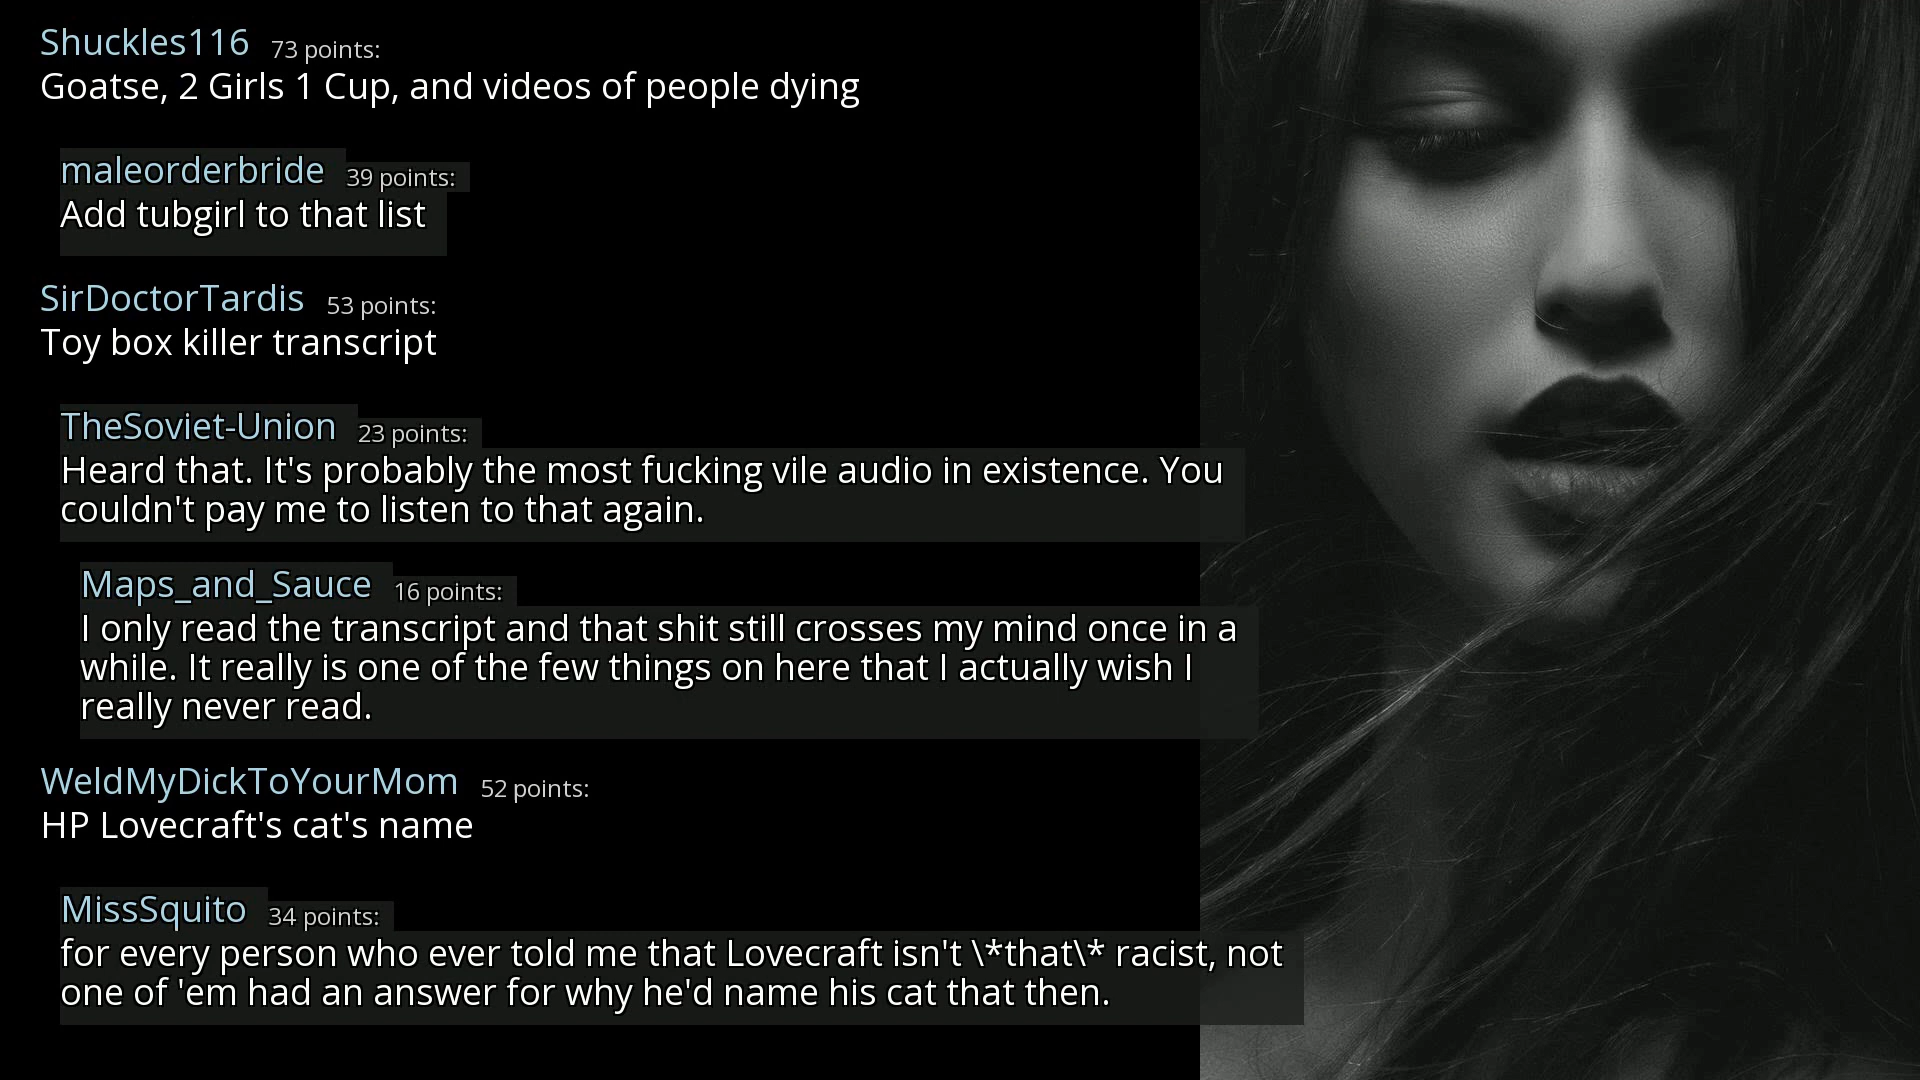 Shuckles116 73 points:
Goatse, 2 Girls 1 Cup, and videos of people dying
maleorderbride 39 points:
Add tubgirl to that list
SirDoctorTardis 53 points:
Toy box killer transcript
TheSoviet-Union 23 points:
Heard that. It's probably the most fucking vile audio in existence. You
couldn't pay me to listen to that again.
Maps_and_Sauce 16 points:
I only read the transcript and that shit still crosses my mind once in a
while. It really is one of the few things on here that I actually wish I
really never read.
WeldMyDickToYourMom 52 points:
HP Lovecraft's cat's name
MissSquito 34 points:
for every person who ever told me that Lovecraft isn't \*that\* racist, not
one of 'em had an answer for why he'd name his cat that then.